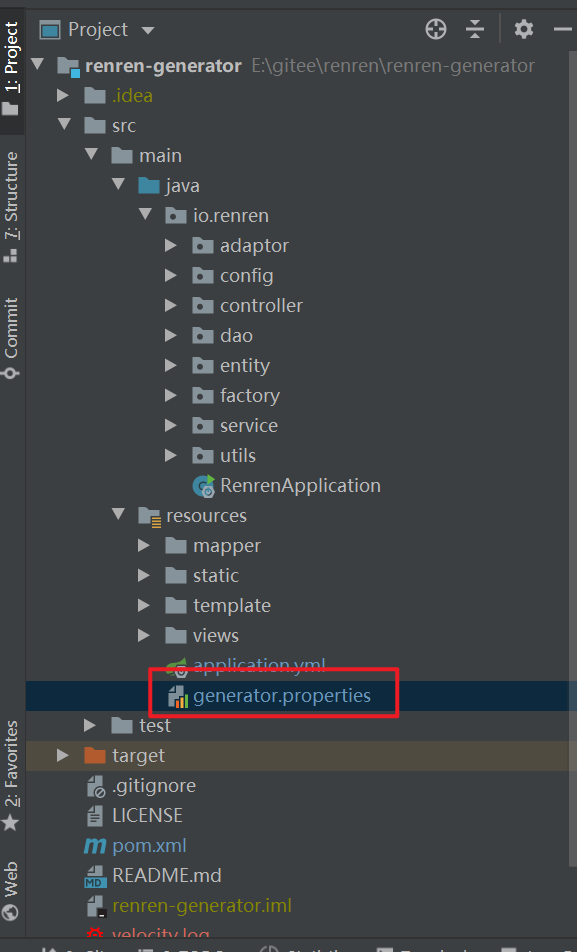 Project
renren-generator E:\gitee\renren\renren-generator
.idea
src
main
java
io.renren
adaptor
config
controller
dao
entity
factory
service
utils
RenrenApplication
resources
mapper
static
template
views
application.yml
generator.properties
test
target
.gitignore
LICENSE
pom.xml
README.md
renren-generator.iml
velocity.log
1: Project
7: Structure
Commit
2: Favorites
Web